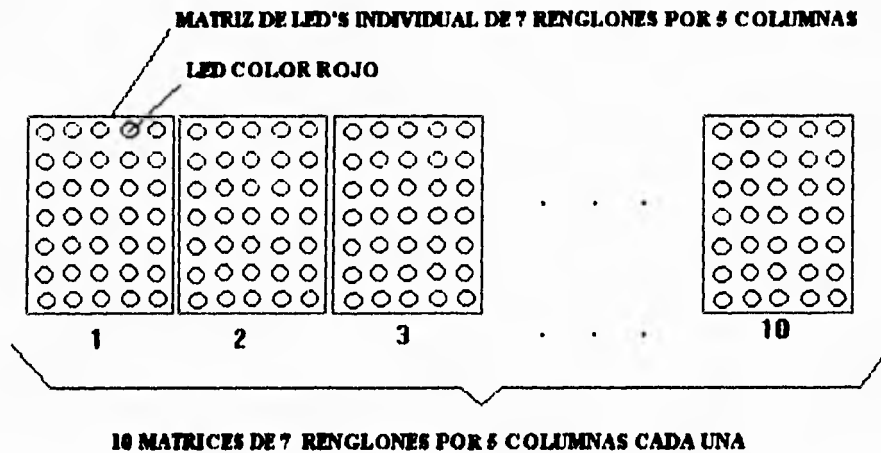 MATRIZ DE LED'S INDIVIDUAL DE 7 RENGLONES POR 5 COLUMNAS
LED COLOR ROJO
1 2 3 . . . 10
10 MATRICES DE 7 RENGLONES POR 5 COLUMNAS CADA UNA